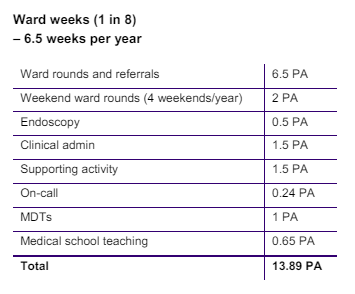 Ward weeks (1 in 8)
– 6.5 weeks per year
Ward rounds and referrals 6.5 PA
Weekend ward rounds (4 weekends/year) 2 PA
Endoscopy 0.5 PA
Clinical admin 1.5 PA
Supporting activity 1.5 PA
On-call 0.24 PA
MDTs 1 PA
Medical school teaching 0.65 PA
Total 13.89 PA